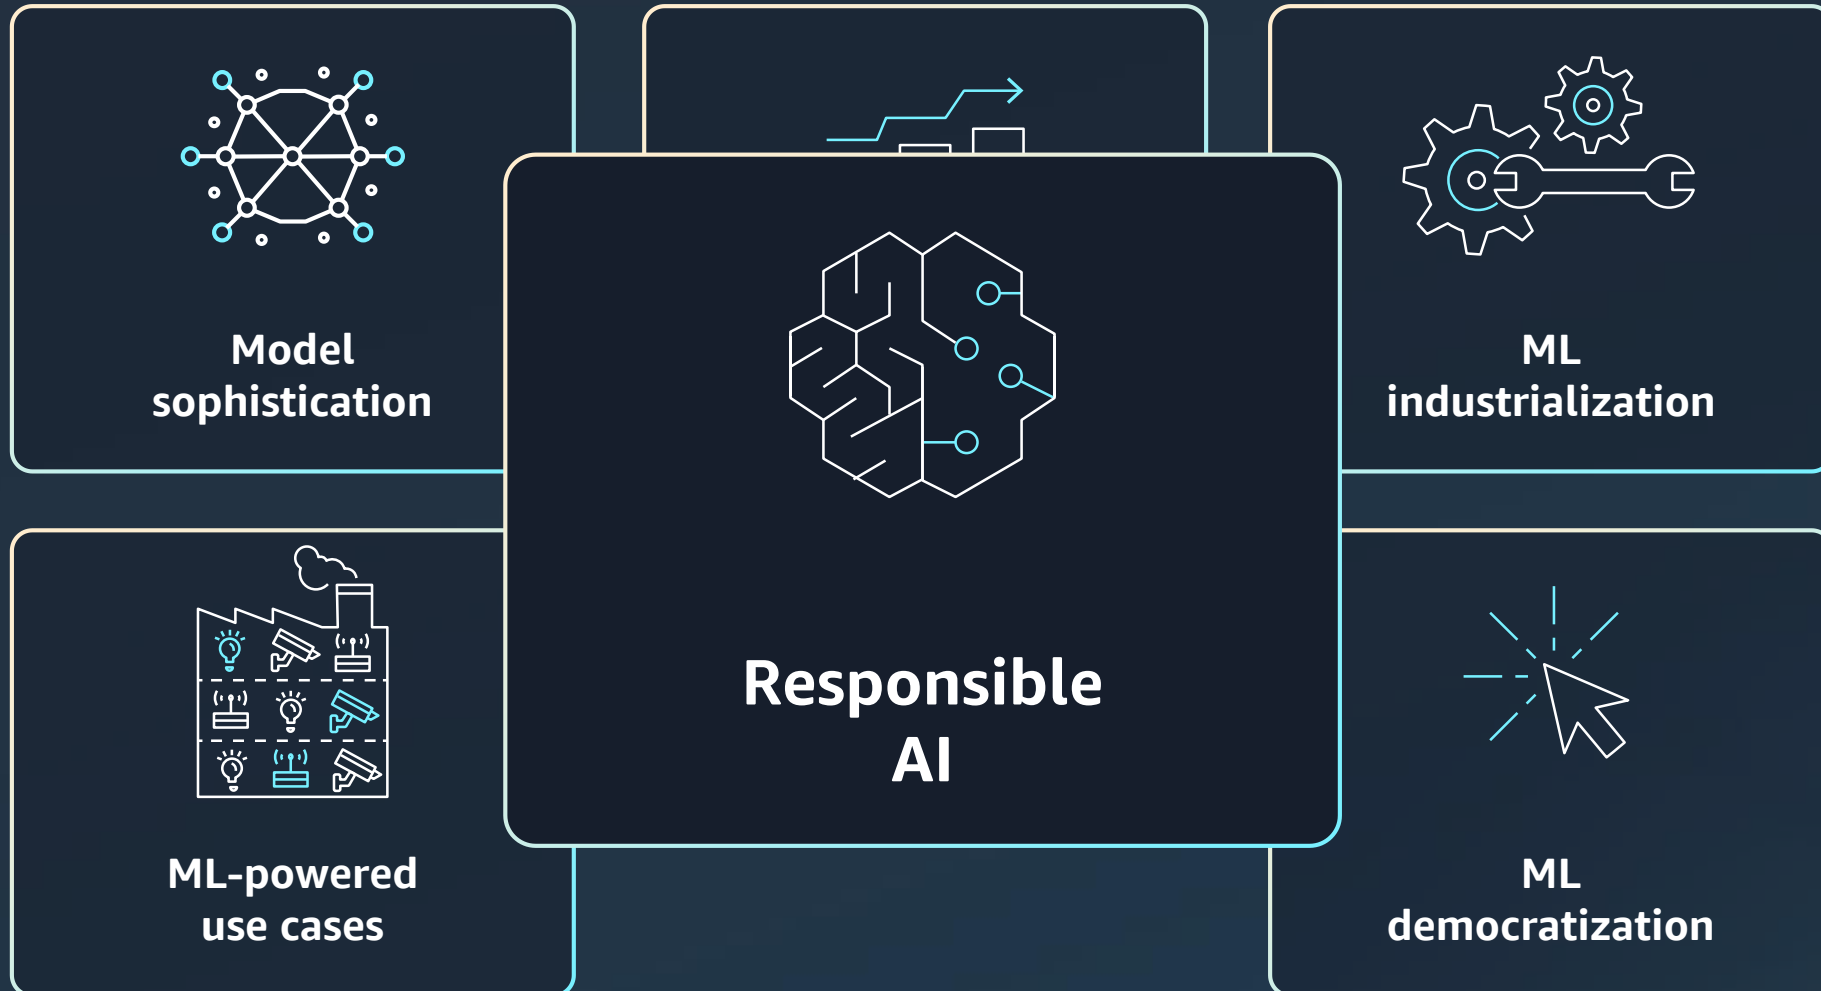 Model
sophistication
ML
industrialization
Responsible
AI
ML-powered
use cases
ML
democratization